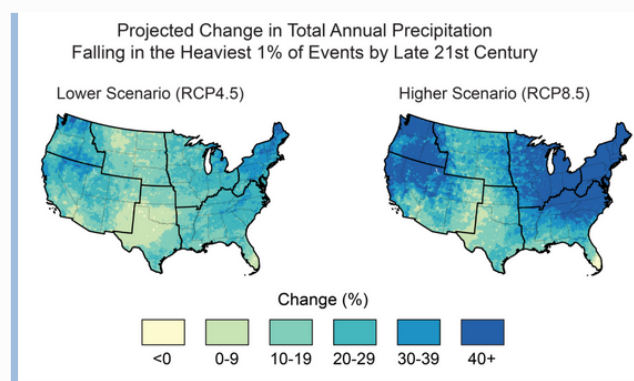 Projected Change in Total Annual Precipitation
Falling in the Heaviest 1% of Events by Late 21st Century
Lower Scenario (RCP4.5)
Higher Scenario (RCP8.5)
Change (%)
<0 0-9 10-19 20-29 30-39 40+